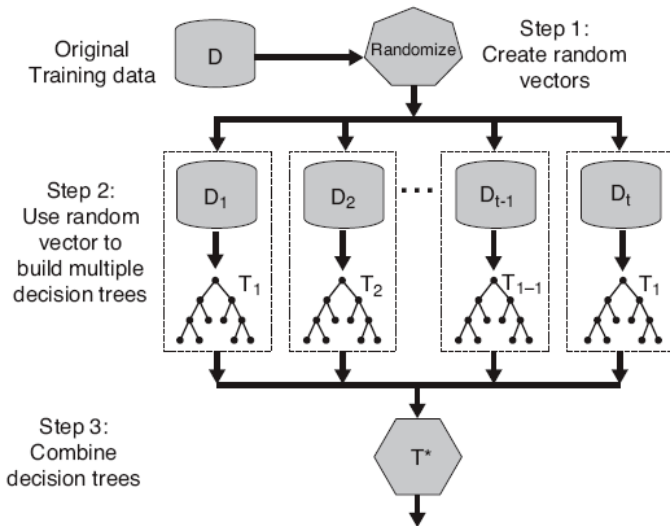 Original
Training data
D
Randomize
Step 1:
Create random
vectors
Step 2:
Use random
vector to
build multiple
decision trees
D₁
D₂
...
Dₜ₋₁
Dₜ
T₁
T₂
T₁₋₁
T₁
Step 3:
Combine
decision trees
T*